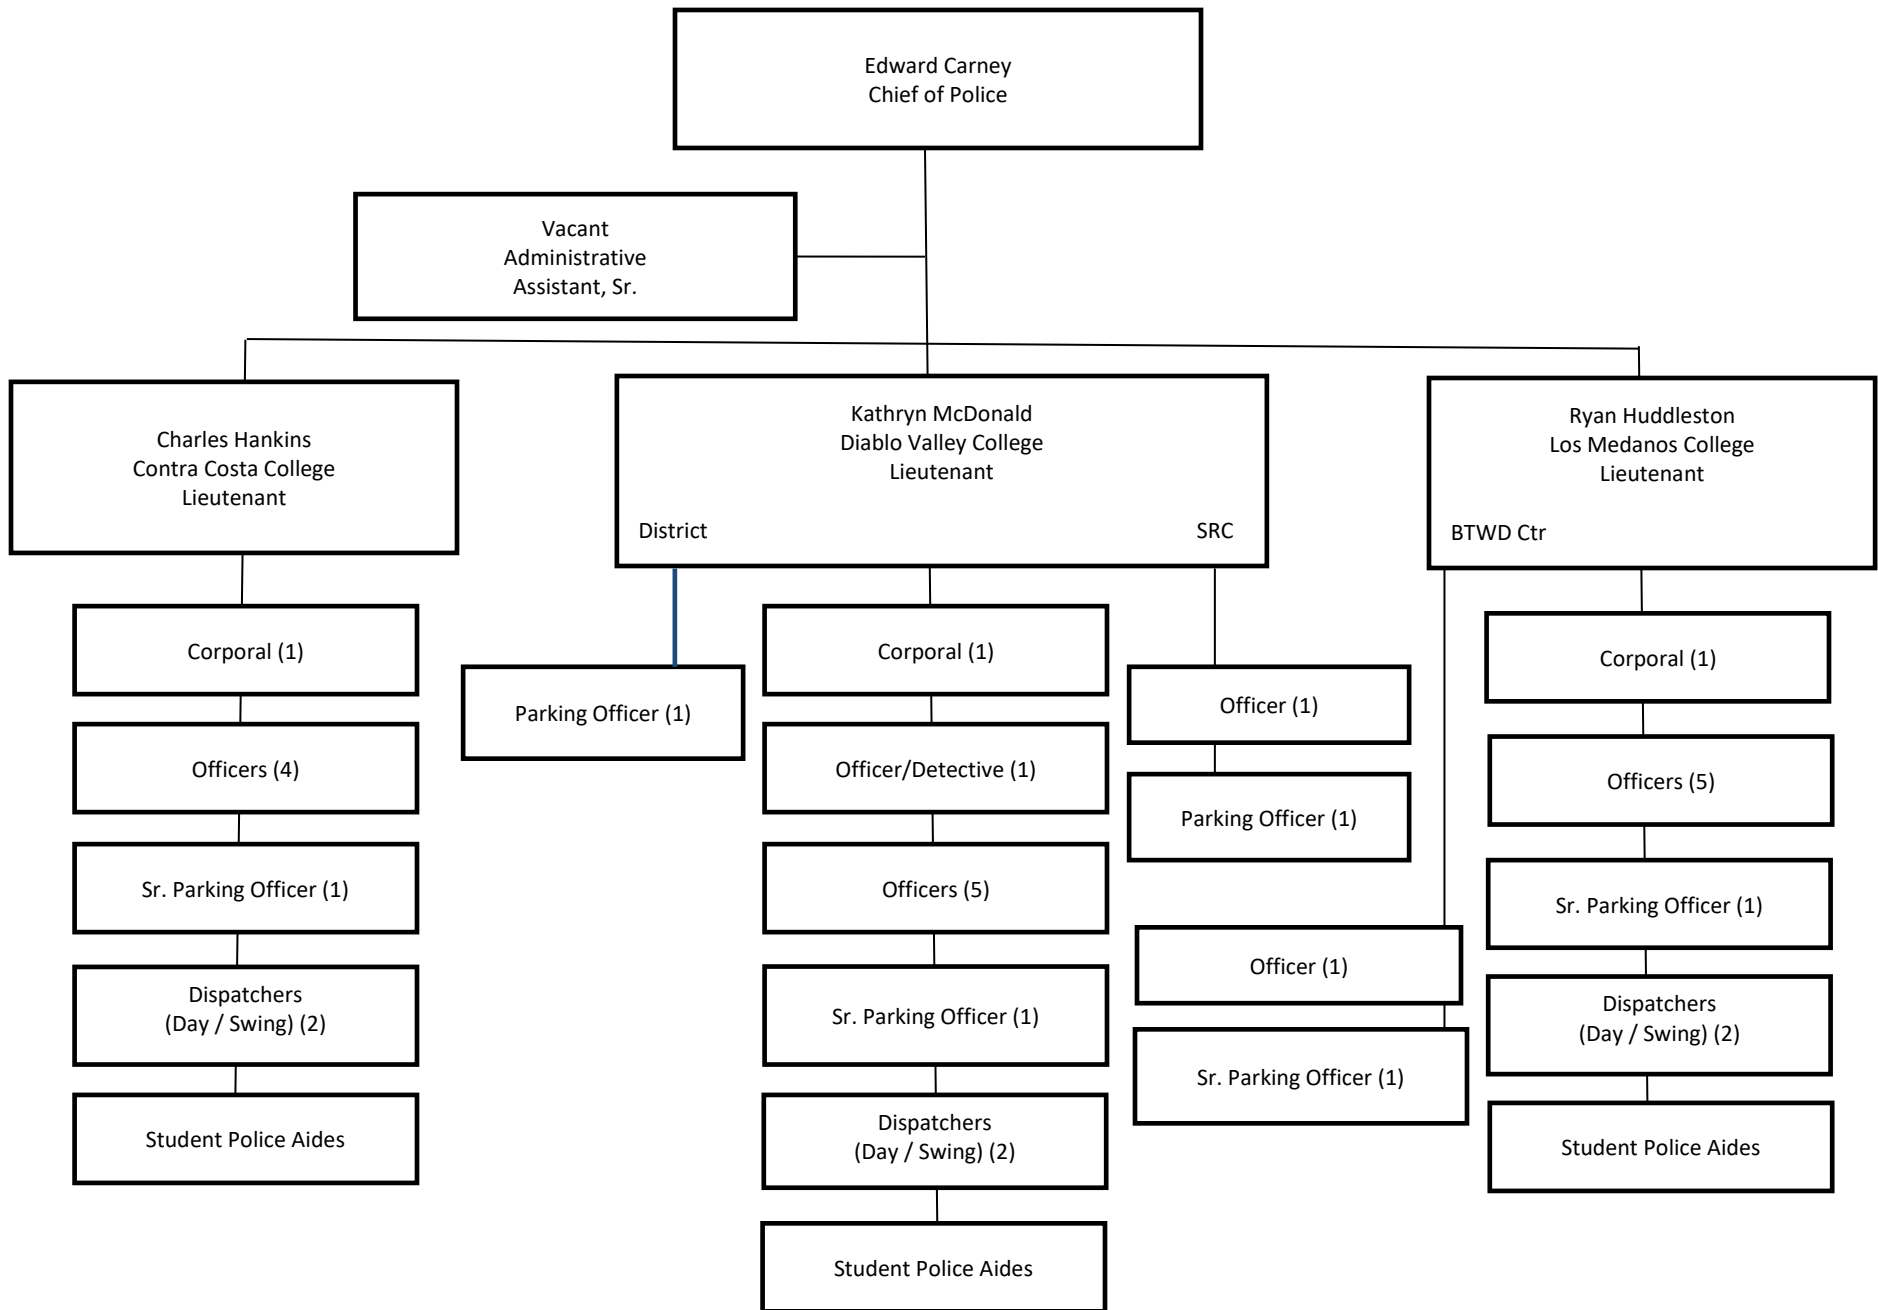 Edward Carney
Chief of Police
Vacant
Administrative
Assistant, Sr.
Charles Hankins
Contra Costa College
Lieutenant
Kathryn McDonald
Diablo Valley College
Lieutenant
District
SRC
Ryan Huddleston
Los Medanos College
Lieutenant
BTWD Ctr
Corporal (1)
Officers (4)
Sr. Parking Officer (1)
Dispatchers
(Day / Swing) (2)
Student Police Aides
Parking Officer (1)
Corporal (1)
Officer/Detective (1)
Officers (5)
Sr. Parking Officer (1)
Dispatchers
(Day / Swing) (2)
Student Police Aides
Officer (1)
Parking Officer (1)
Officer (1)
Sr. Parking Officer (1)
Corporal (1)
Officers (5)
Sr. Parking Officer (1)
Dispatchers
(Day / Swing) (2)
Student Police Aides